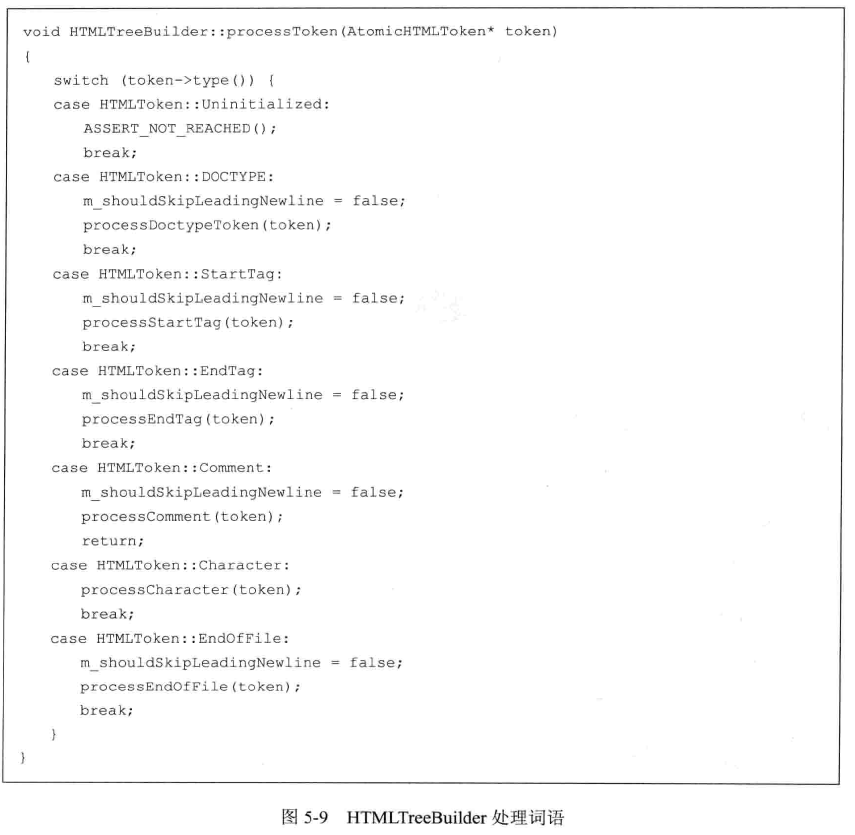 void HTMLTreeBuilder::processToken(AtomicHTMLToken* token)
{
    switch (token->type()) {
    case HTMLToken::Uninitialized:
        ASSERT_NOT_REACHED();
        break;
    case HTMLToken::DOCTYPE:
        m_shouldSkipLeadingNewline = false;
        processDoctypeToken(token);
        break;
    case HTMLToken::StartTag:
        m_shouldSkipLeadingNewline = false;
        processStartTag(token);
        break;
    case HTMLToken::EndTag:
        m_shouldSkipLeadingNewline = false;
        processEndTag(token);
        break;
    case HTMLToken::Comment:
        m_shouldSkipLeadingNewline = false;
        processComment(token);
        return;
    case HTMLToken::Character:
        processCharacter(token);
        break;
    case HTMLToken::EndOfFile:
        m_shouldSkipLeadingNewline = false;
        processEndOfFile(token);
        break;
    }
}
图 5-9 HTMLTreeBuilder 处理词语